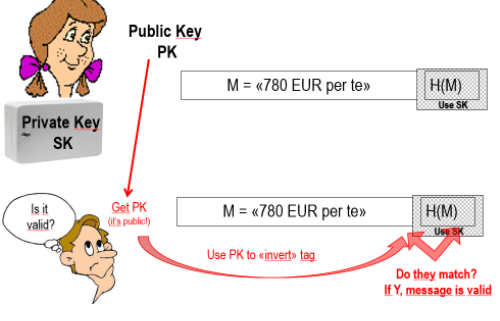 Public Key
PK
M = «780 EUR per te»
H(M)
Use SK
Private Key
SK
Is it
valid?
Get PK
(it's public!)
M = «780 EUR per te»
H(M)
Use SK
Use PK to «invert» tag
Do they match?
If Y, message is valid